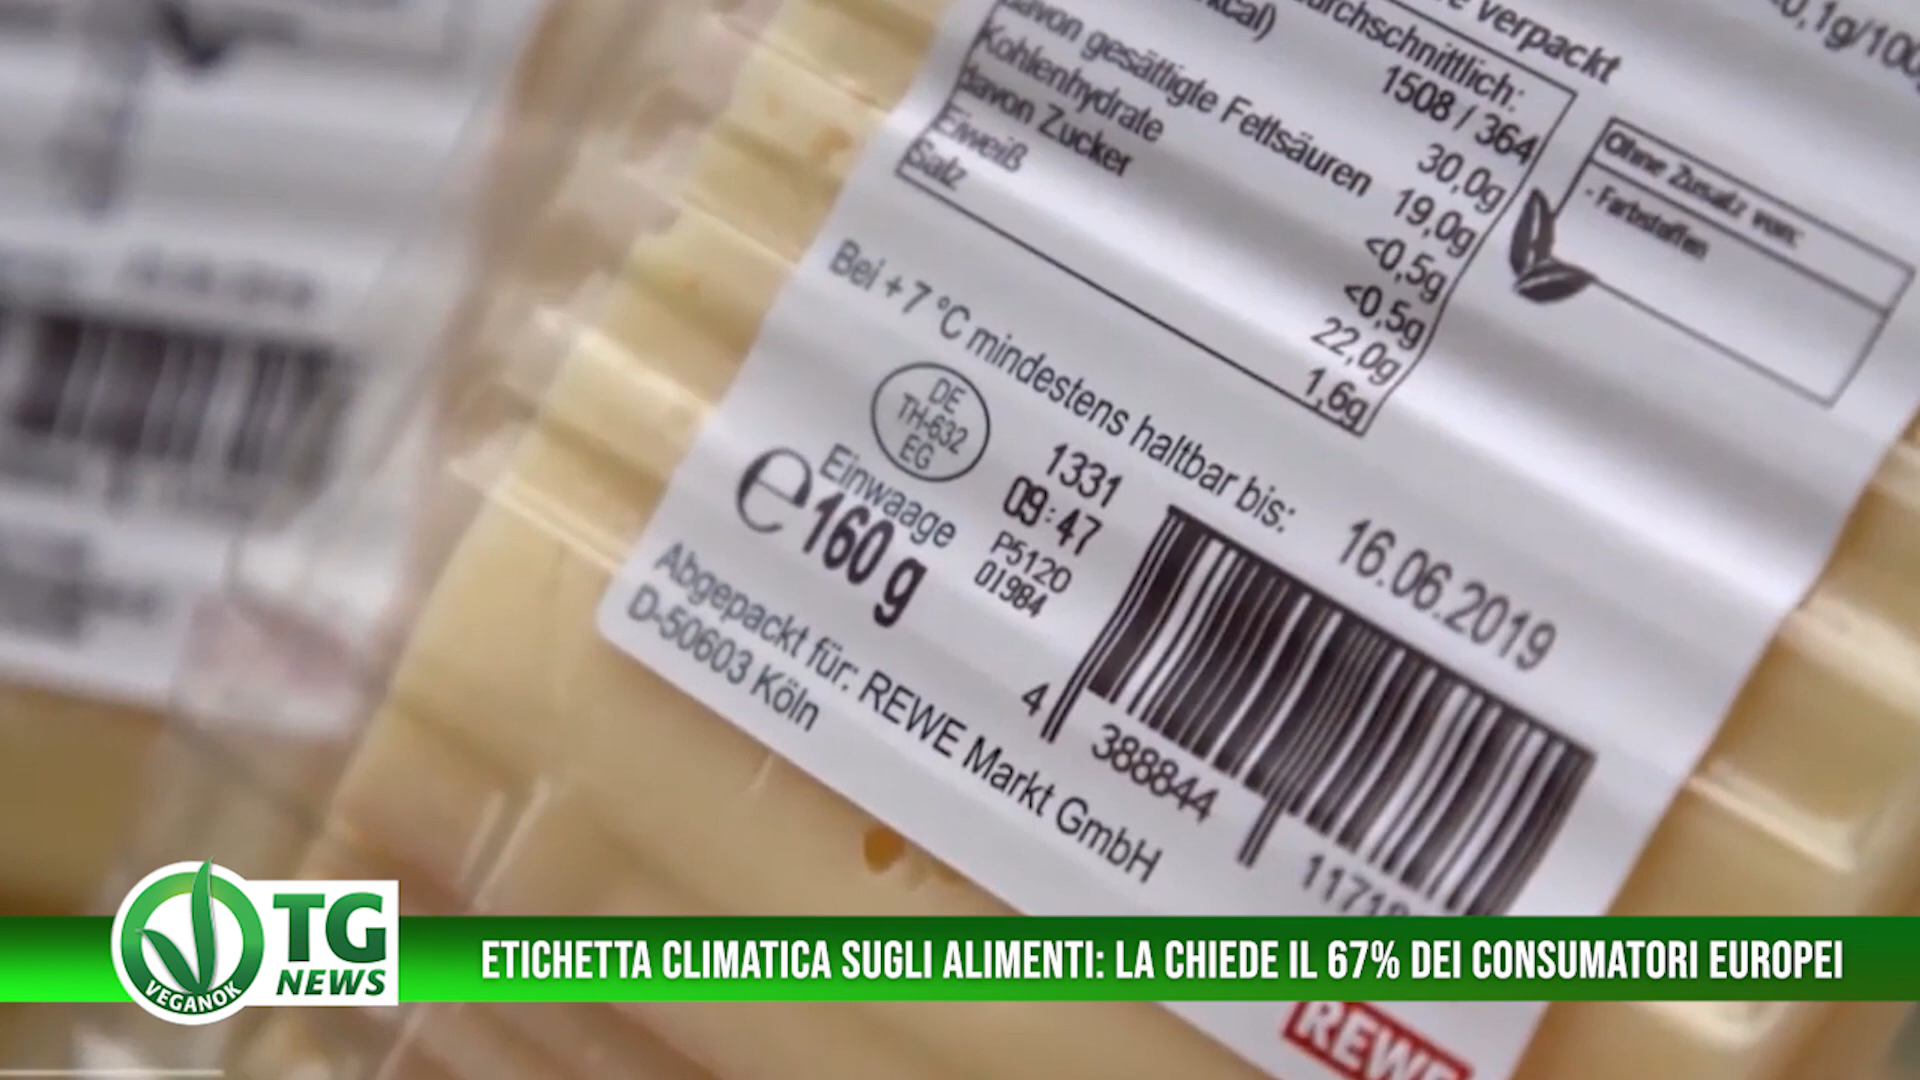 verpackt
0,1g/100
durchschnittlich:
kcal) 1508 / 364
30,0g
davon gesättigte Fettsäuren 19,0g
Kohlenhydrate <0,5g
davon Zucker <0,5g
Eiweiß 22,0g
Salz 1,6g
Ohne Zusatz von:
- Farbstoffen
Bei + 7 °C mindestens haltbar bis:
16.06.2019
DE
TH-632
EG
1331
09:47
P5120
01984
Einwaage
e 160 g
Abgepackt für: REWE Markt GmbH
D-50603 Köln
4 388844 1171
REWE
VEGANOK
TG
NEWS
ETICHETTA CLIMATICA SUGLI ALIMENTI: LA CHIEDE IL 67% DEI CONSUMATORI EUROPEI